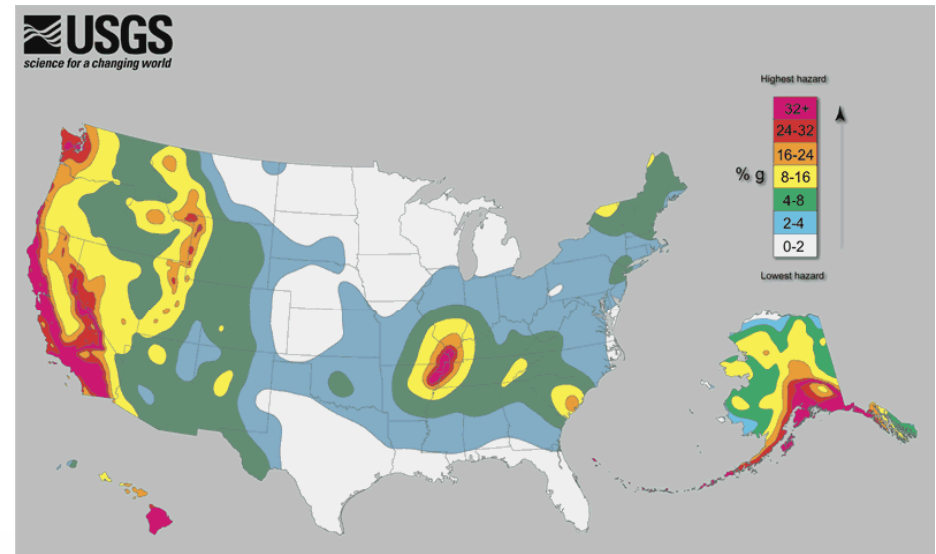 USGS
science for a changing world
Highest hazard
32+
24-32
16-24
% g
8-16
4-8
2-4
0-2
Lowest hazard